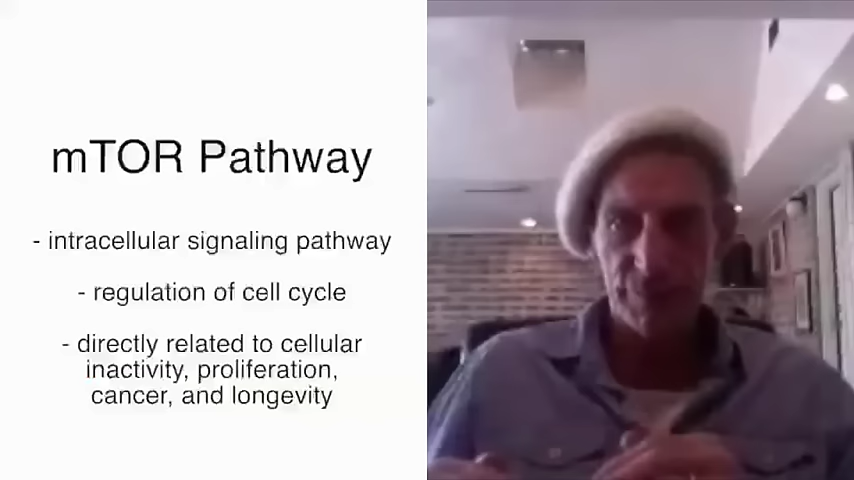 mTOR Pathway
- intracellular signaling pathway
- regulation of cell cycle
- directly related to cellular
inactivity, proliferation,
cancer, and longevity